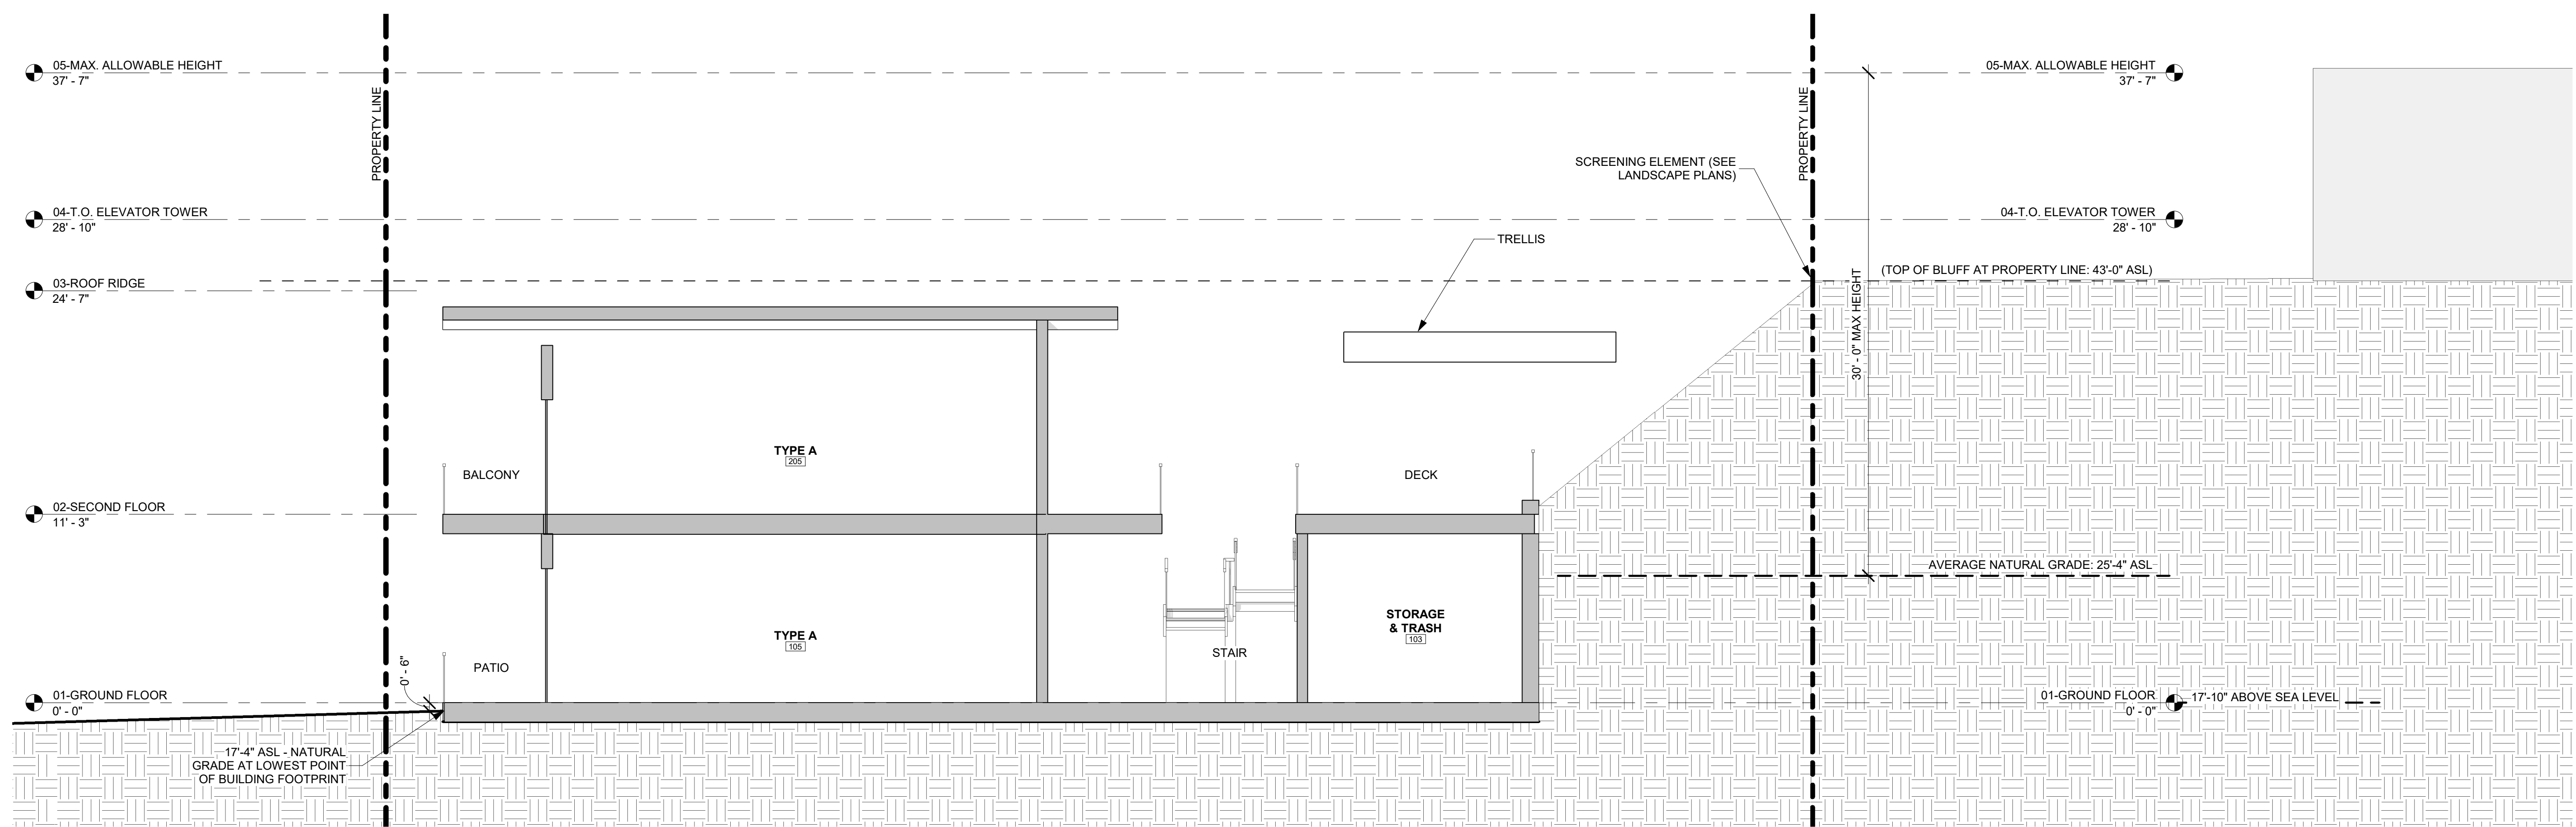 05-MAX. ALLOWABLE HEIGHT
37' - 7"
PROPERTY LINE
04-T.O. ELEVATOR TOWER
28' - 10"
03-ROOF RIDGE
24' - 7"
02-SECOND FLOOR
11' - 3"
01-GROUND FLOOR
0' - 0"
0' - 6"
17'-4" ASL - NATURAL
GRADE AT LOWEST POINT
OF BUILDING FOOTPRINT
BALCONY
PATIO
TYPE A
205
TYPE A
105
STAIR
TRELLIS
DECK
STORAGE
& TRASH
103
SCREENING ELEMENT (SEE
LANDSCAPE PLANS)
PROPERTY LINE
30' - 0" MAX HEIGHT
05-MAX. ALLOWABLE HEIGHT
37' - 7"
04-T.O. ELEVATOR TOWER
28' - 10"
(TOP OF BLUFF AT PROPERTY LINE: 43'-0" ASL)
AVERAGE NATURAL GRADE: 25'-4" ASL
01-GROUND FLOOR
0' - 0"
17'-10" ABOVE SEA LEVEL